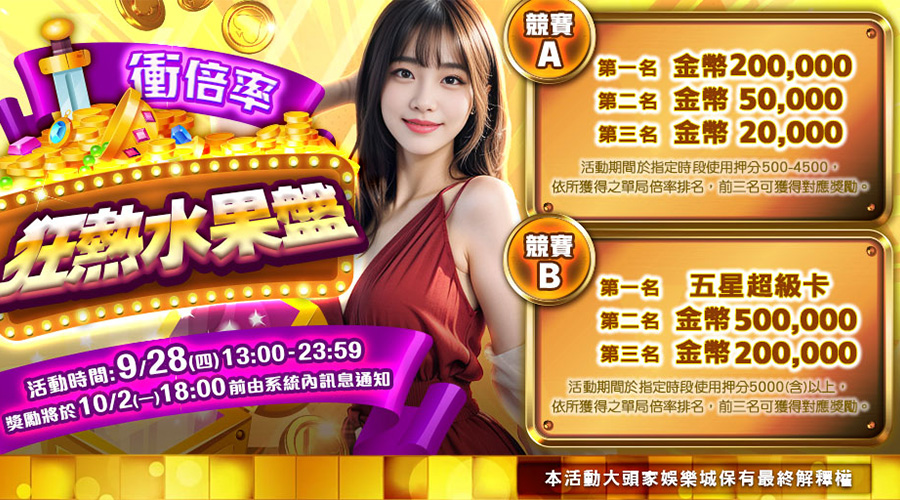 衝倍率
狂熱水果盤
活動時間:9/28(四)13:00-23:59
獎勵將於10/2(一)18:00前由系統內訊息通知
競賽
A
第一名 金幣200,000
第二名 金幣 50,000
第三名 金幣 20,000
活動期間於指定時段使用押分500-4500，
依所獲得之單局倍率排名，前三名可獲得對應獎勵。
競賽
B
第一名 五星超級卡
第二名 金幣500,000
第三名 金幣200,000
活動期間於指定時段使用押分5000(含)以上，
依所獲得之單局倍率排名，前三名可獲得對應獎勵。
本活動大頭家娛樂城保有最終解釋權